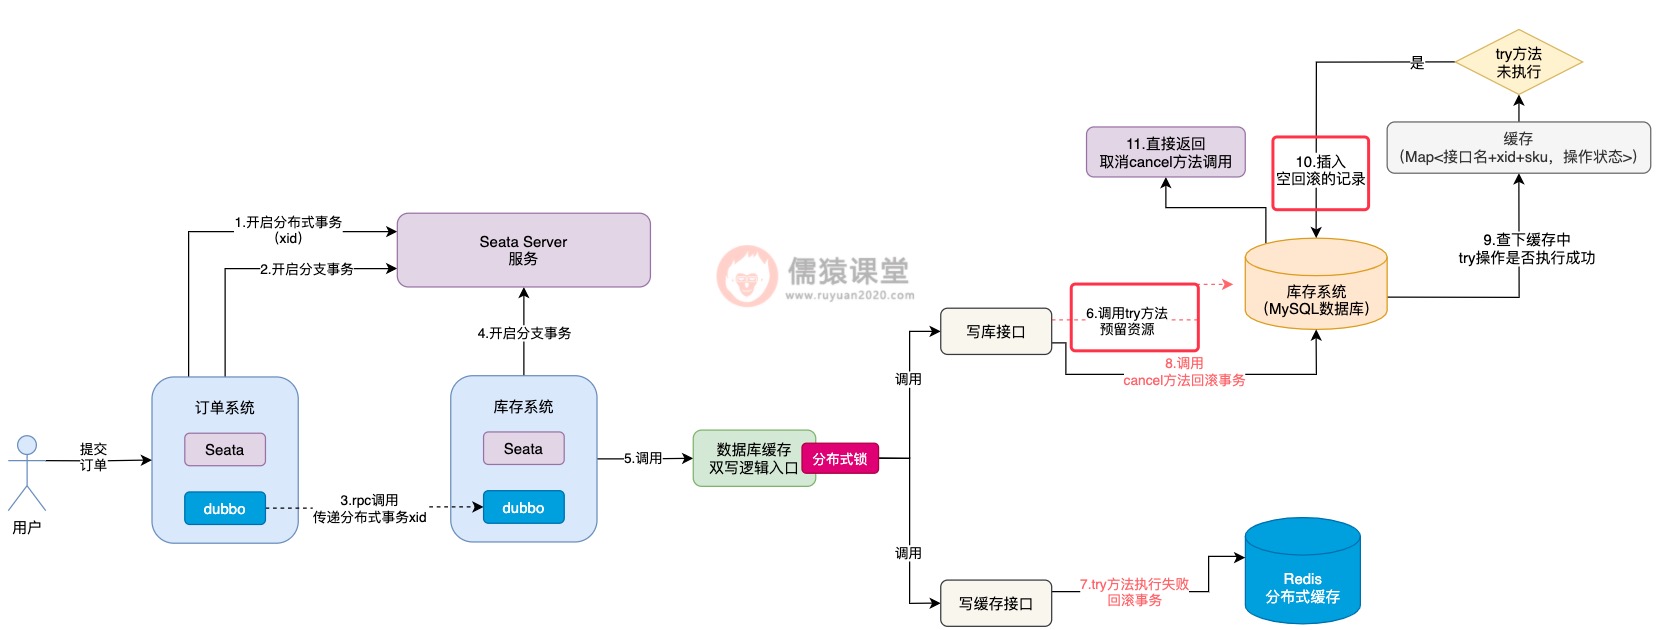 用户
提交
订单
订单系统
Seata
dubbo
1.开启分布式事务
(xid)
2.开启分支事务
3.rpc调用
传递分布式事务xid
Seata Server
服务
4.开启分支事务
库存系统
Seata
dubbo
5.调用
数据库缓存
双写逻辑入口
分布式锁
调用
调用
写库接口
写缓存接口
6.调用try方法
预留资源
7.try方法执行失败
回滚事务
8.调用
cancel方法回滚事务
Redis
分布式缓存
库存系统
(MySQL数据库)
9.查下缓存中
try操作是否执行成功
缓存
(Map<接口名+xid+sku，操作状态>)
try方法
未执行
是
10.插入
空回滚的记录
11.直接返回
取消cancel方法调用
儒猿课堂
www.ruyuan2020.com